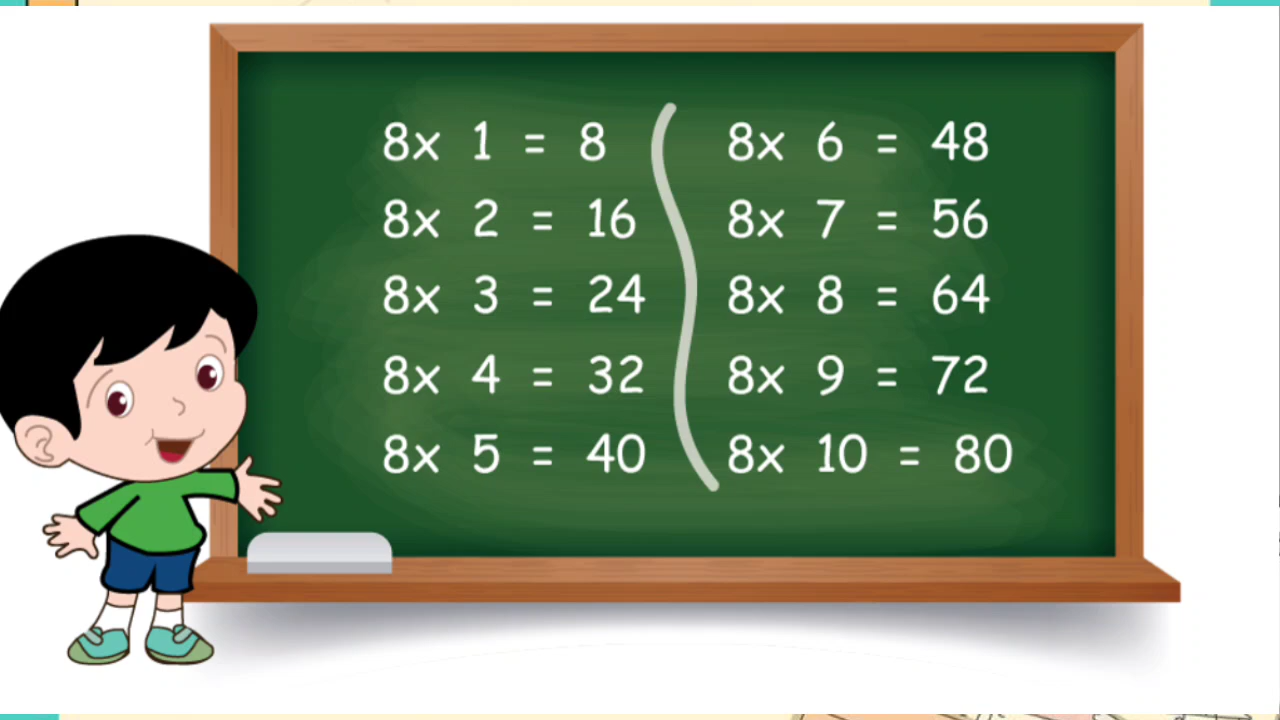 8x 1 = 8
8x 2 = 16
8x 3 = 24
8x 4 = 32
8x 5 = 40
8x 6 = 48
8x 7 = 56
8x 8 = 64
8x 9 = 72
8x 10 = 80